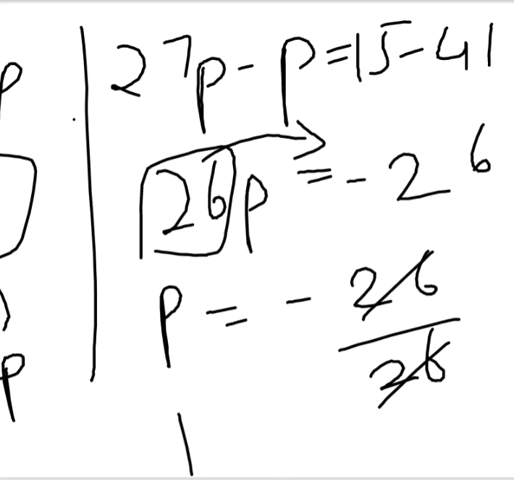 p
27p - p = 15 - 41
26p = - 26
p = - 26/26
p